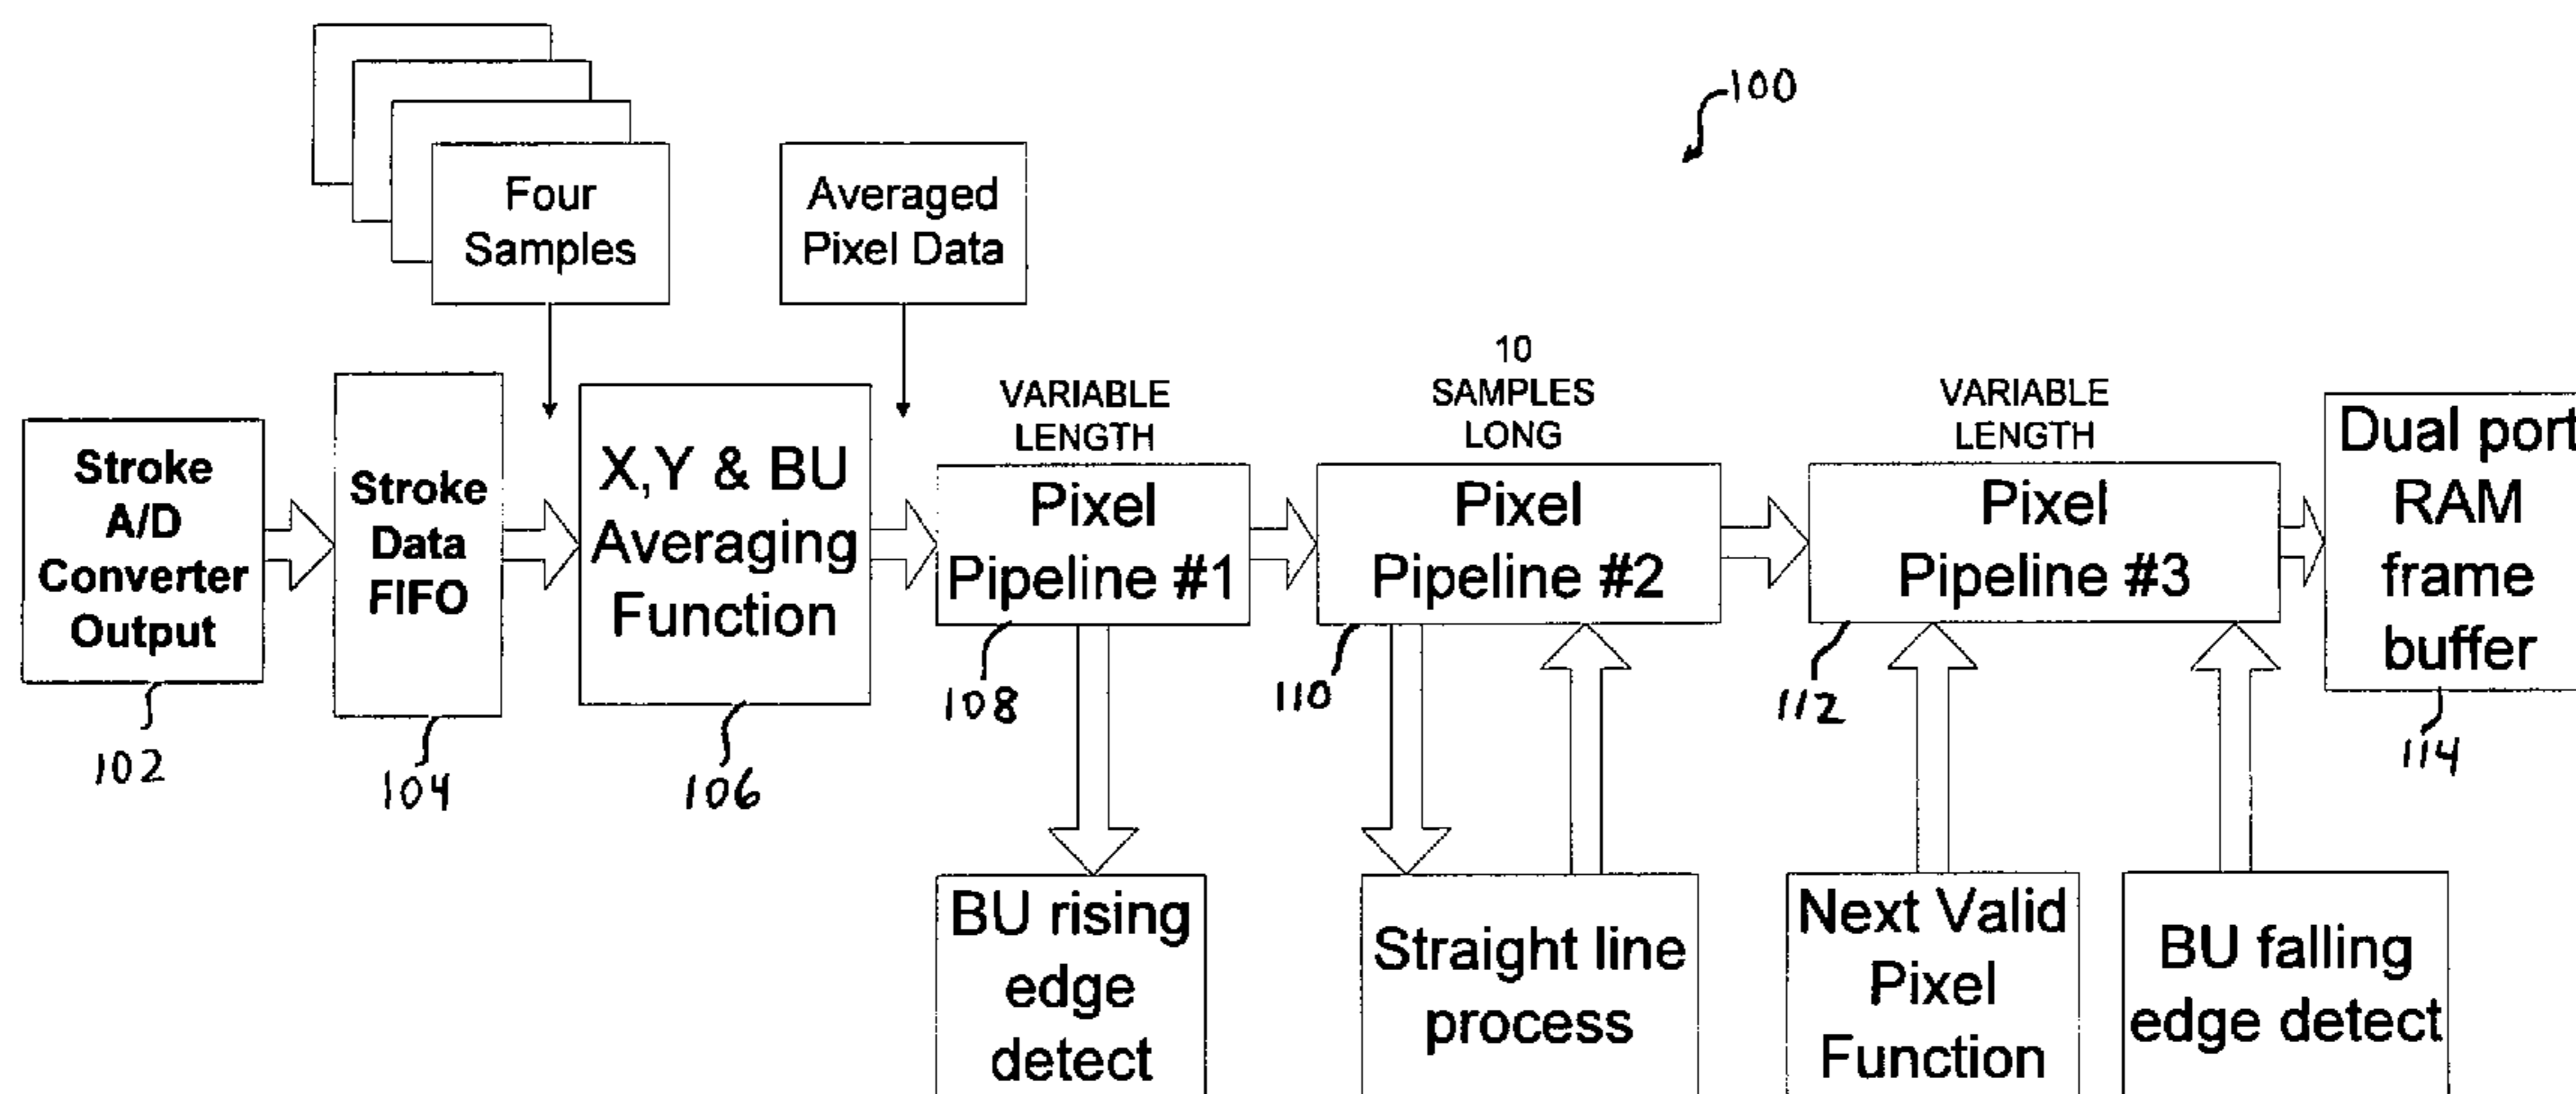 100
Four
Samples
Averaged
Pixel Data
Stroke
A/D
Converter
Output
102
Stroke
Data
FIFO
104
X,Y & BU
Averaging
Function
106
VARIABLE
LENGTH
Pixel
Pipeline #1
108
10
SAMPLES
LONG
Pixel
Pipeline #2
110
VARIABLE
LENGTH
Pixel
Pipeline #3
112
Dual port
RAM
frame
buffer
114
BU rising
edge
detect
Straight line
process
Next Valid
Pixel
Function
BU falling
edge detect